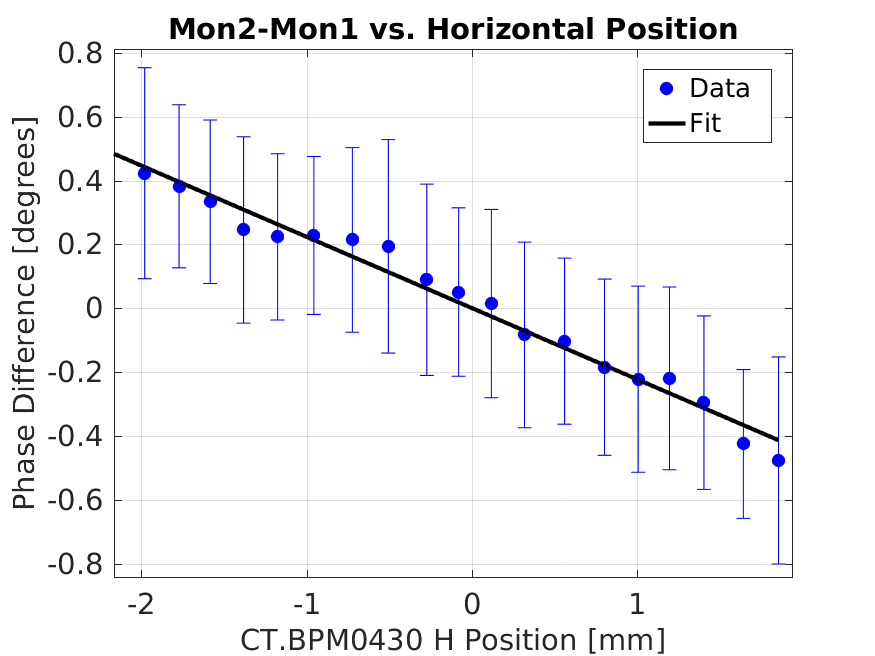 Mon2-Mon1 vs. Horizontal Position
Phase Difference [degrees]
0.8
0.6
0.4
0.2
0
-0.2
-0.4
-0.6
-0.8
Data
Fit
-2
-1
0
1
CT.BPM0430 H Position [mm]